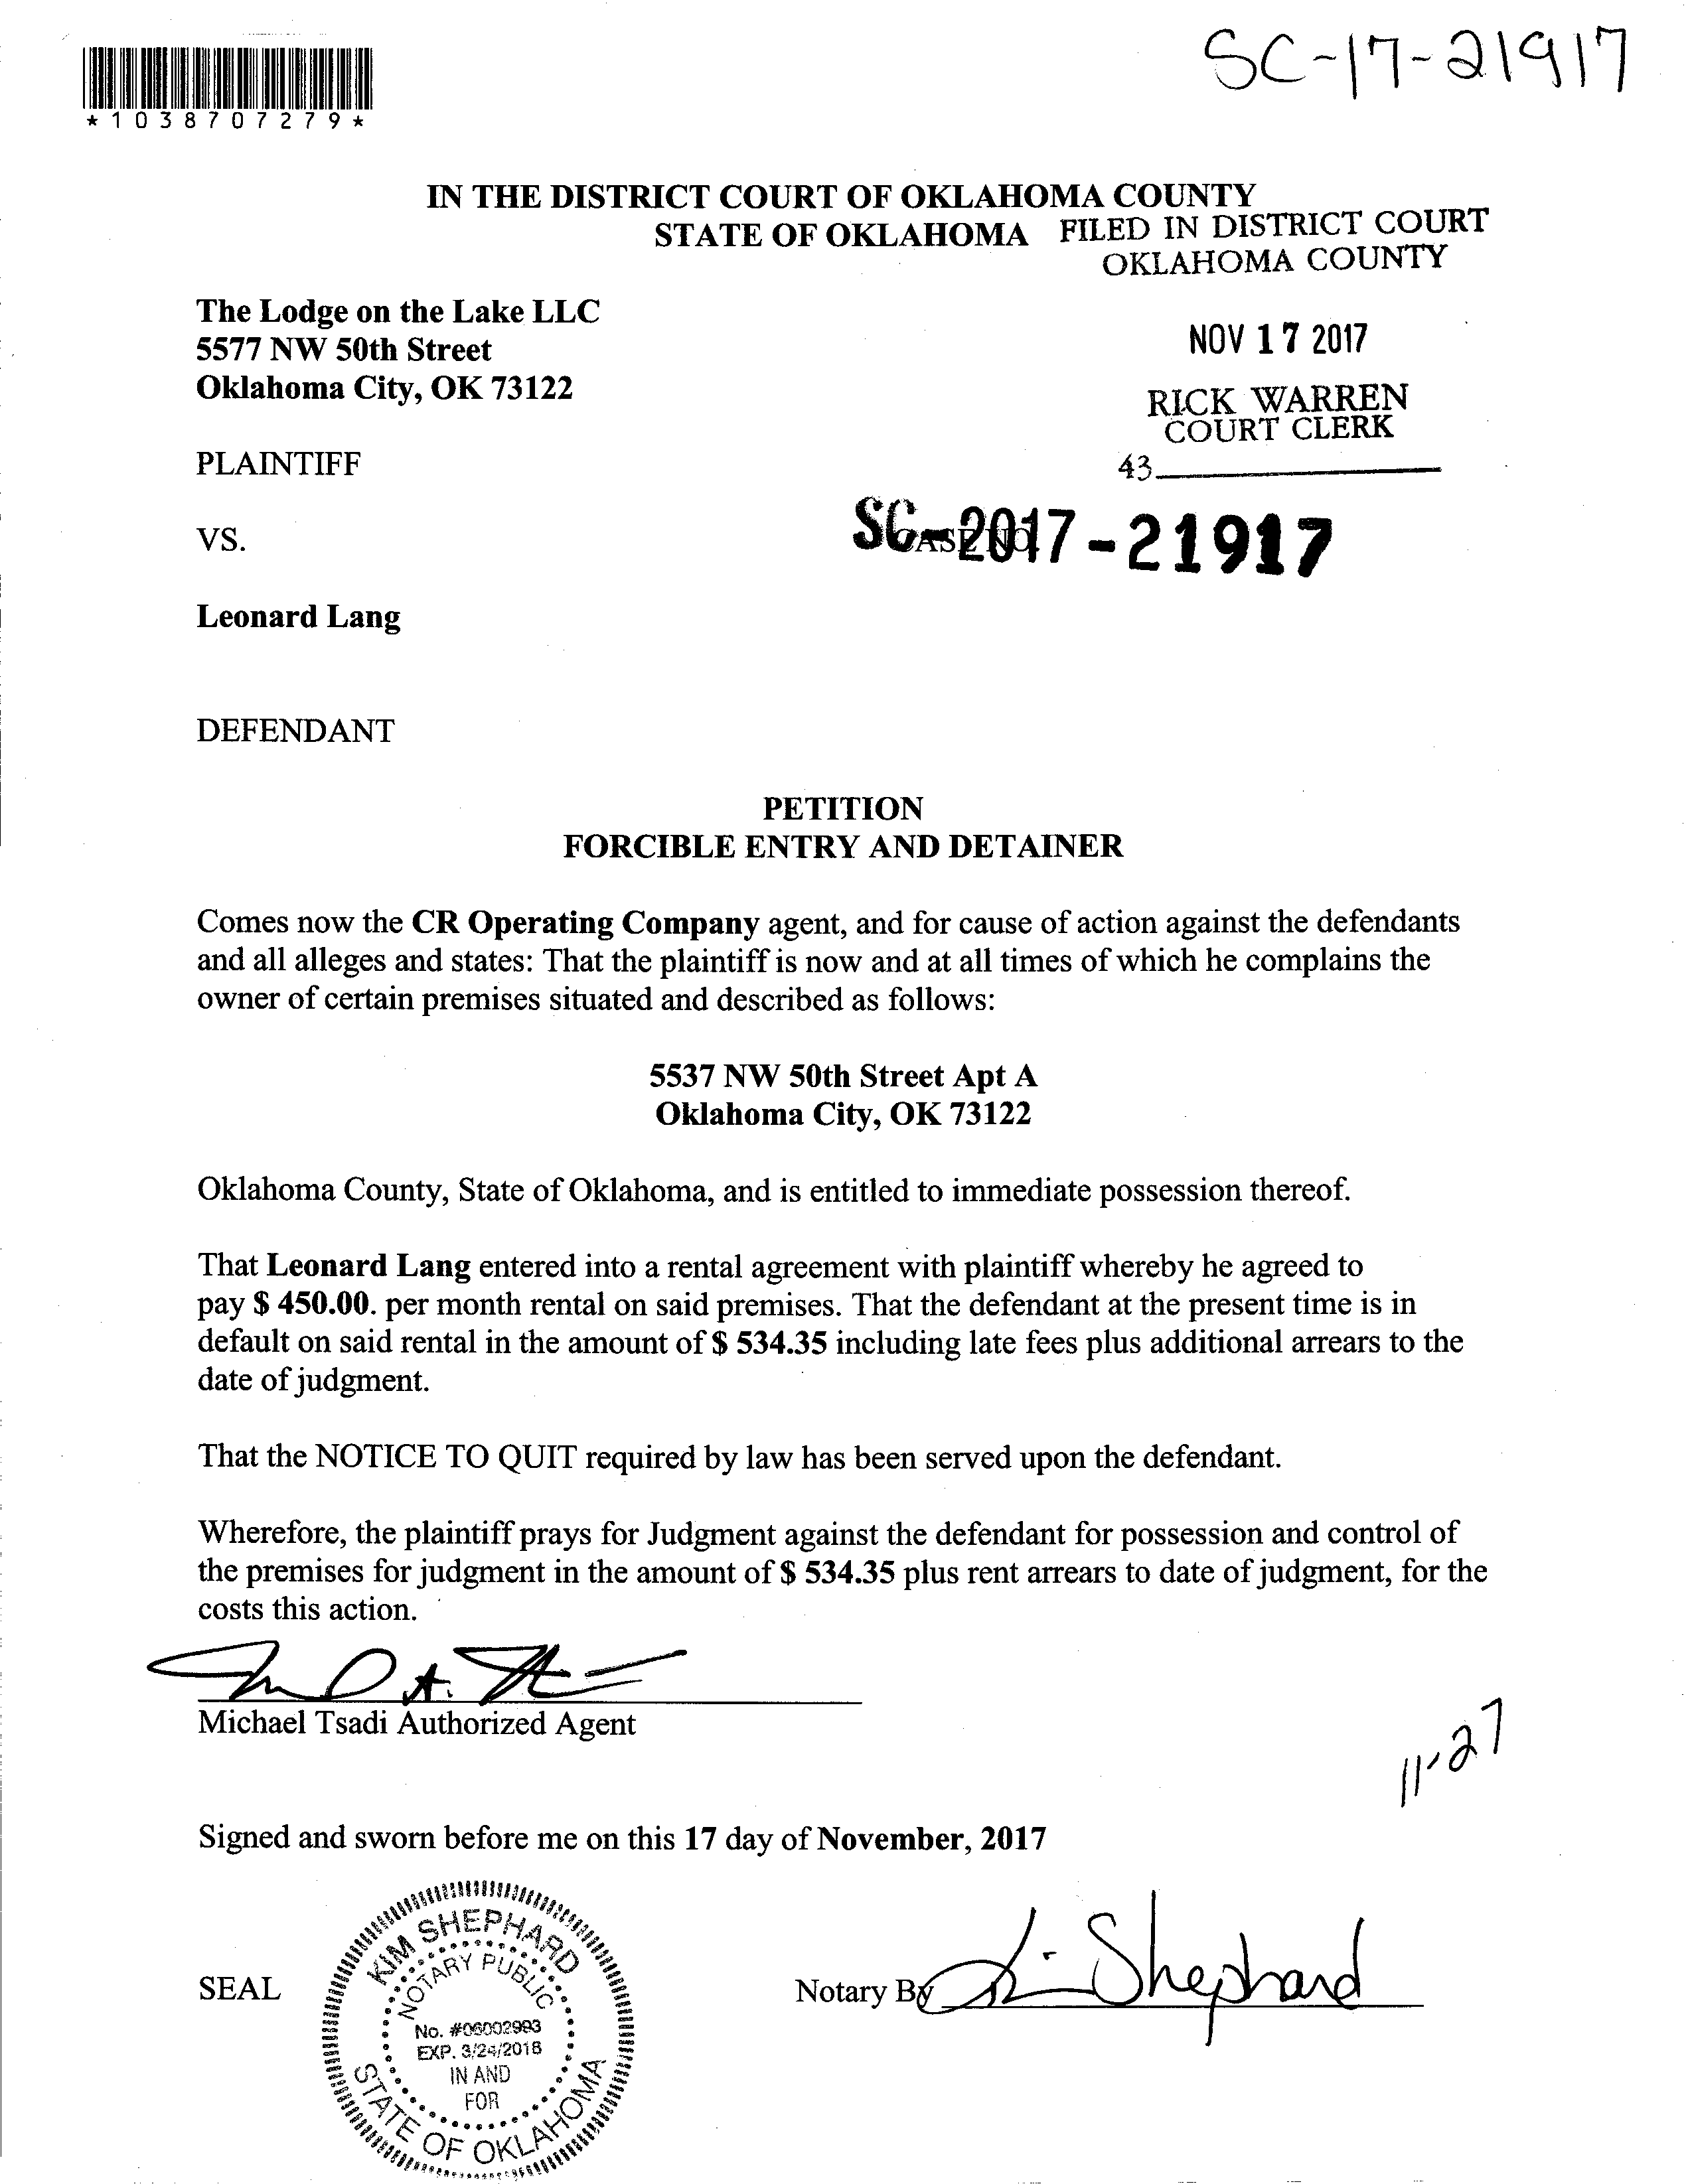 SC-17-21917
*1038707279*
IN THE DISTRICT COURT OF OKLAHOMA COUNTY
STATE OF OKLAHOMA
FILED IN DISTRICT COURT
OKLAHOMA COUNTY
The Lodge on the Lake LLC
5577 NW 50th Street
Oklahoma City, OK 73122
NOV 17 2017
RICK WARREN
COURT CLERK
43
PLAINTIFF
VS.
CASE NO.
SC-2017-21917
Leonard Lang
DEFENDANT
PETITION
FORCIBLE ENTRY AND DETAINER
Comes now the CR Operating Company agent, and for cause of action against the defendants
and all alleges and states: That the plaintiff is now and at all times of which he complains the
owner of certain premises situated and described as follows:
5537 NW 50th Street Apt A
Oklahoma City, OK 73122
Oklahoma County, State of Oklahoma, and is entitled to immediate possession thereof.
That Leonard Lang entered into a rental agreement with plaintiff whereby he agreed to
pay $ 450.00. per month rental on said premises. That the defendant at the present time is in
default on said rental in the amount of $ 534.35 including late fees plus additional arrears to the
date of judgment.
That the NOTICE TO QUIT required by law has been served upon the defendant.
Wherefore, the plaintiff prays for Judgment against the defendant for possession and control of
the premises for judgment in the amount of $ 534.35 plus rent arrears to date of judgment, for the
costs this action.
Michael Tsadi Authorized Agent
11-27
Signed and sworn before me on this 17 day of November, 2017
SEAL
KIM SHEPHARD
NOTARY PUBLIC
No. #06002993
EXP. 3/24/2018
IN AND
FOR
STATE OF OKLAHOMA
Notary By
Shephard